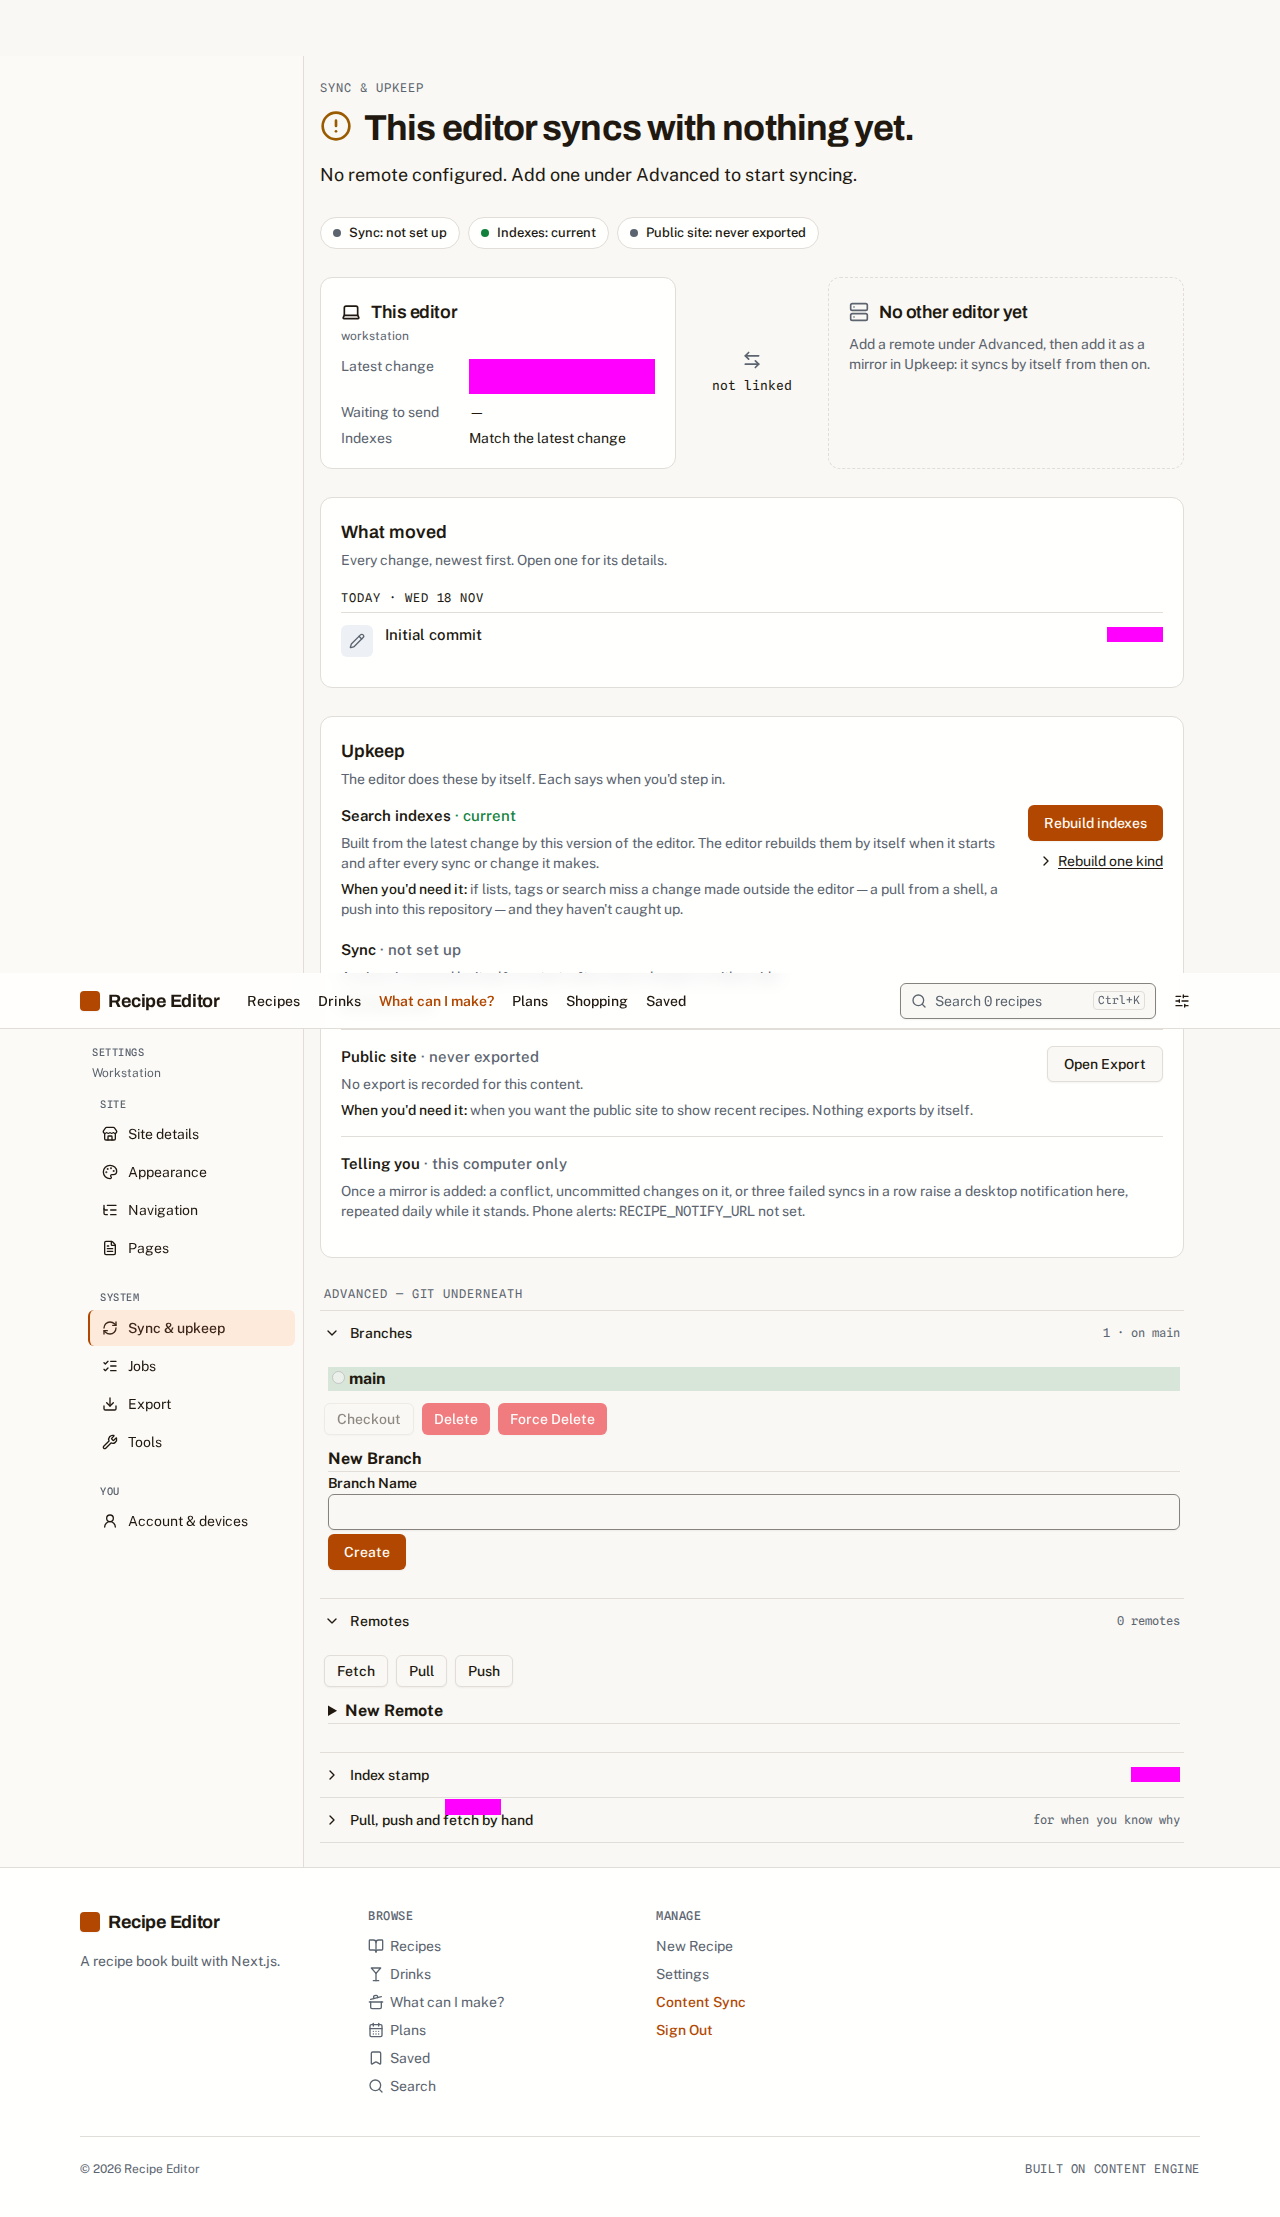 SYNC & UPKEEP
This editor syncs with nothing yet.
No remote configured. Add one under Advanced to start syncing.
Sync: not set up
Indexes: current
Public site: never exported
This editor
workstation
Latest change
Waiting to send
—
Indexes
Match the latest change
not linked
No other editor yet
Add a remote under Advanced, then add it as a
mirror in Upkeep: it syncs by itself from then on.
What moved
Every change, newest first. Open one for its details.
TODAY · WED 18 NOV
Initial commit
Upkeep
The editor does these by itself. Each says when you'd step in.
Search indexes · current
Rebuild indexes
Built from the latest change by this version of the editor. The editor rebuilds them by itself when it starts
and after every sync or change it makes.
Rebuild one kind
When you'd need it: if lists, tags or search miss a change made outside the editor — a pull from a shell, a
push into this repository — and they haven't caught up.
Sync · not set up
Recipe Editor
Recipes
Drinks
What can I make?
Plans
Shopping
Saved
Search 0 recipes
Ctrl+K
SETTINGS
Workstation
SITE
Site details
Appearance
Navigation
Pages
SYSTEM
Sync & upkeep
Jobs
Export
Tools
YOU
Account & devices
Public site · never exported
Open Export
No export is recorded for this content.
When you'd need it: when you want the public site to show recent recipes. Nothing exports by itself.
Telling you · this computer only
Once a mirror is added: a conflict, uncommitted changes on it, or three failed syncs in a row raise a desktop notification here,
repeated daily while it stands. Phone alerts: RECIPE_NOTIFY_URL not set.
ADVANCED — GIT UNDERNEATH
Branches
1 · on main
main
Checkout
Delete
Force Delete
New Branch
Branch Name
Create
Remotes
0 remotes
Fetch
Pull
Push
New Remote
Index stamp
Pull, push and fetch by hand
for when you know why
Recipe Editor
A recipe book built with Next.js.
BROWSE
Recipes
Drinks
What can I make?
Plans
Saved
Search
MANAGE
New Recipe
Settings
Content Sync
Sign Out
© 2026 Recipe Editor
BUILT ON CONTENT ENGINE